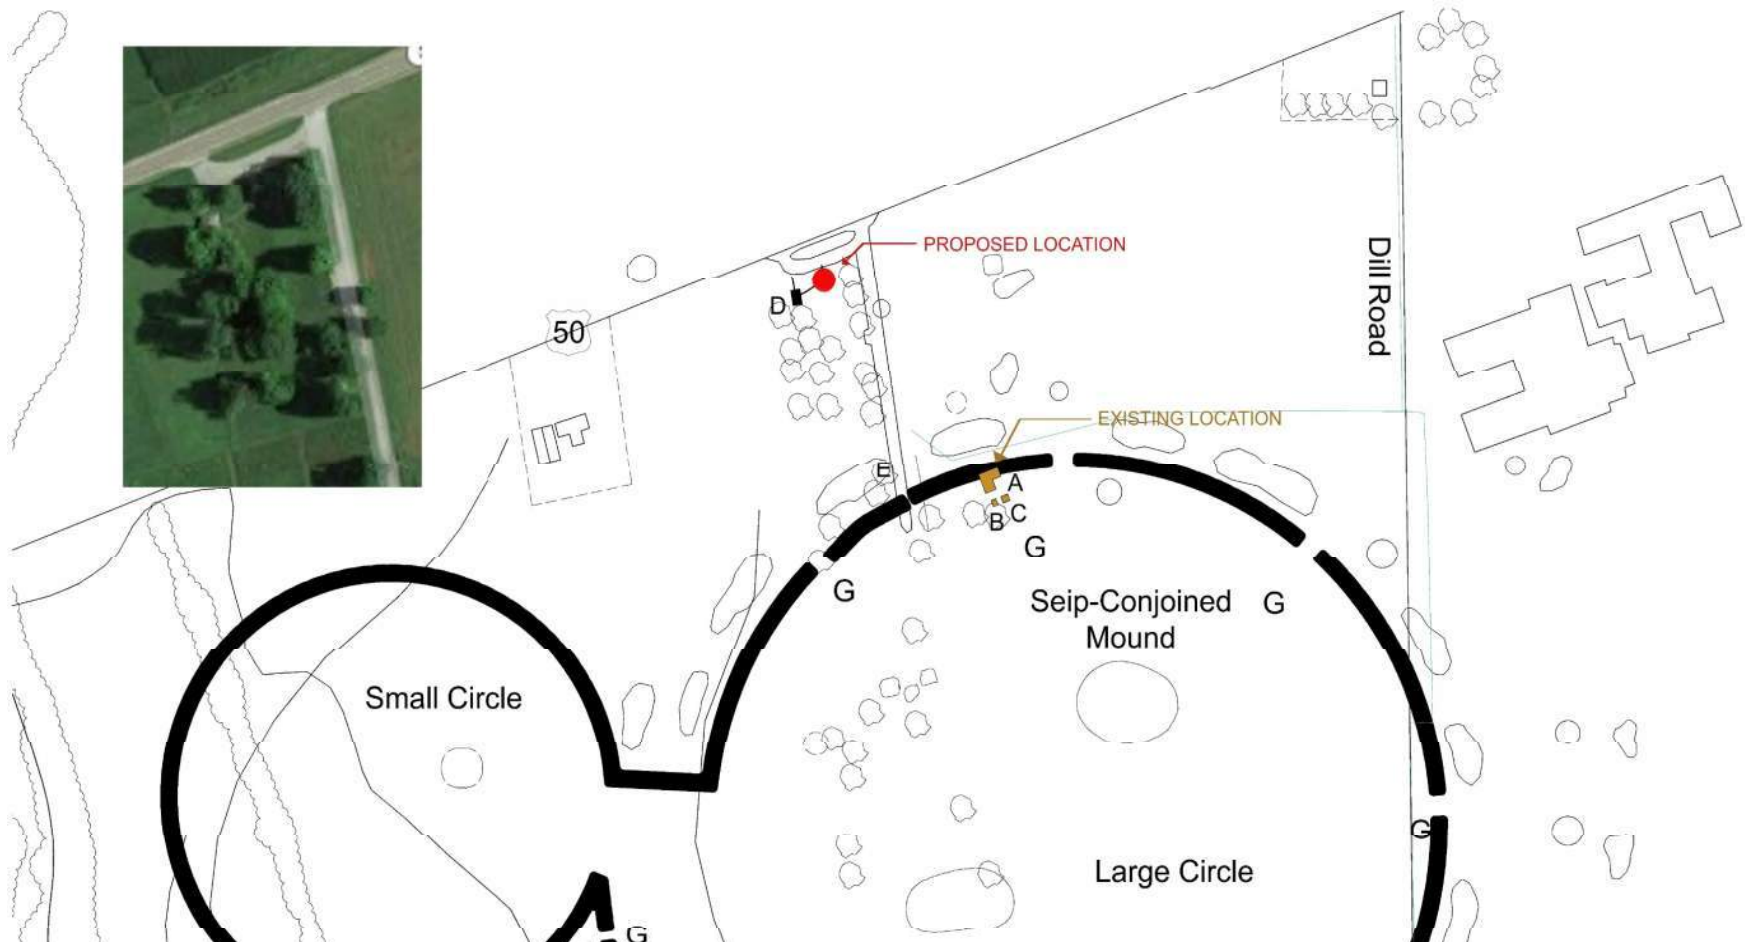 PROPOSED LOCATION
D
50
Dill Road
EXISTING LOCATION
E
A
C
B
G
G
Seip-Conjoined
Mound
G
Small Circle
G
Large Circle
G